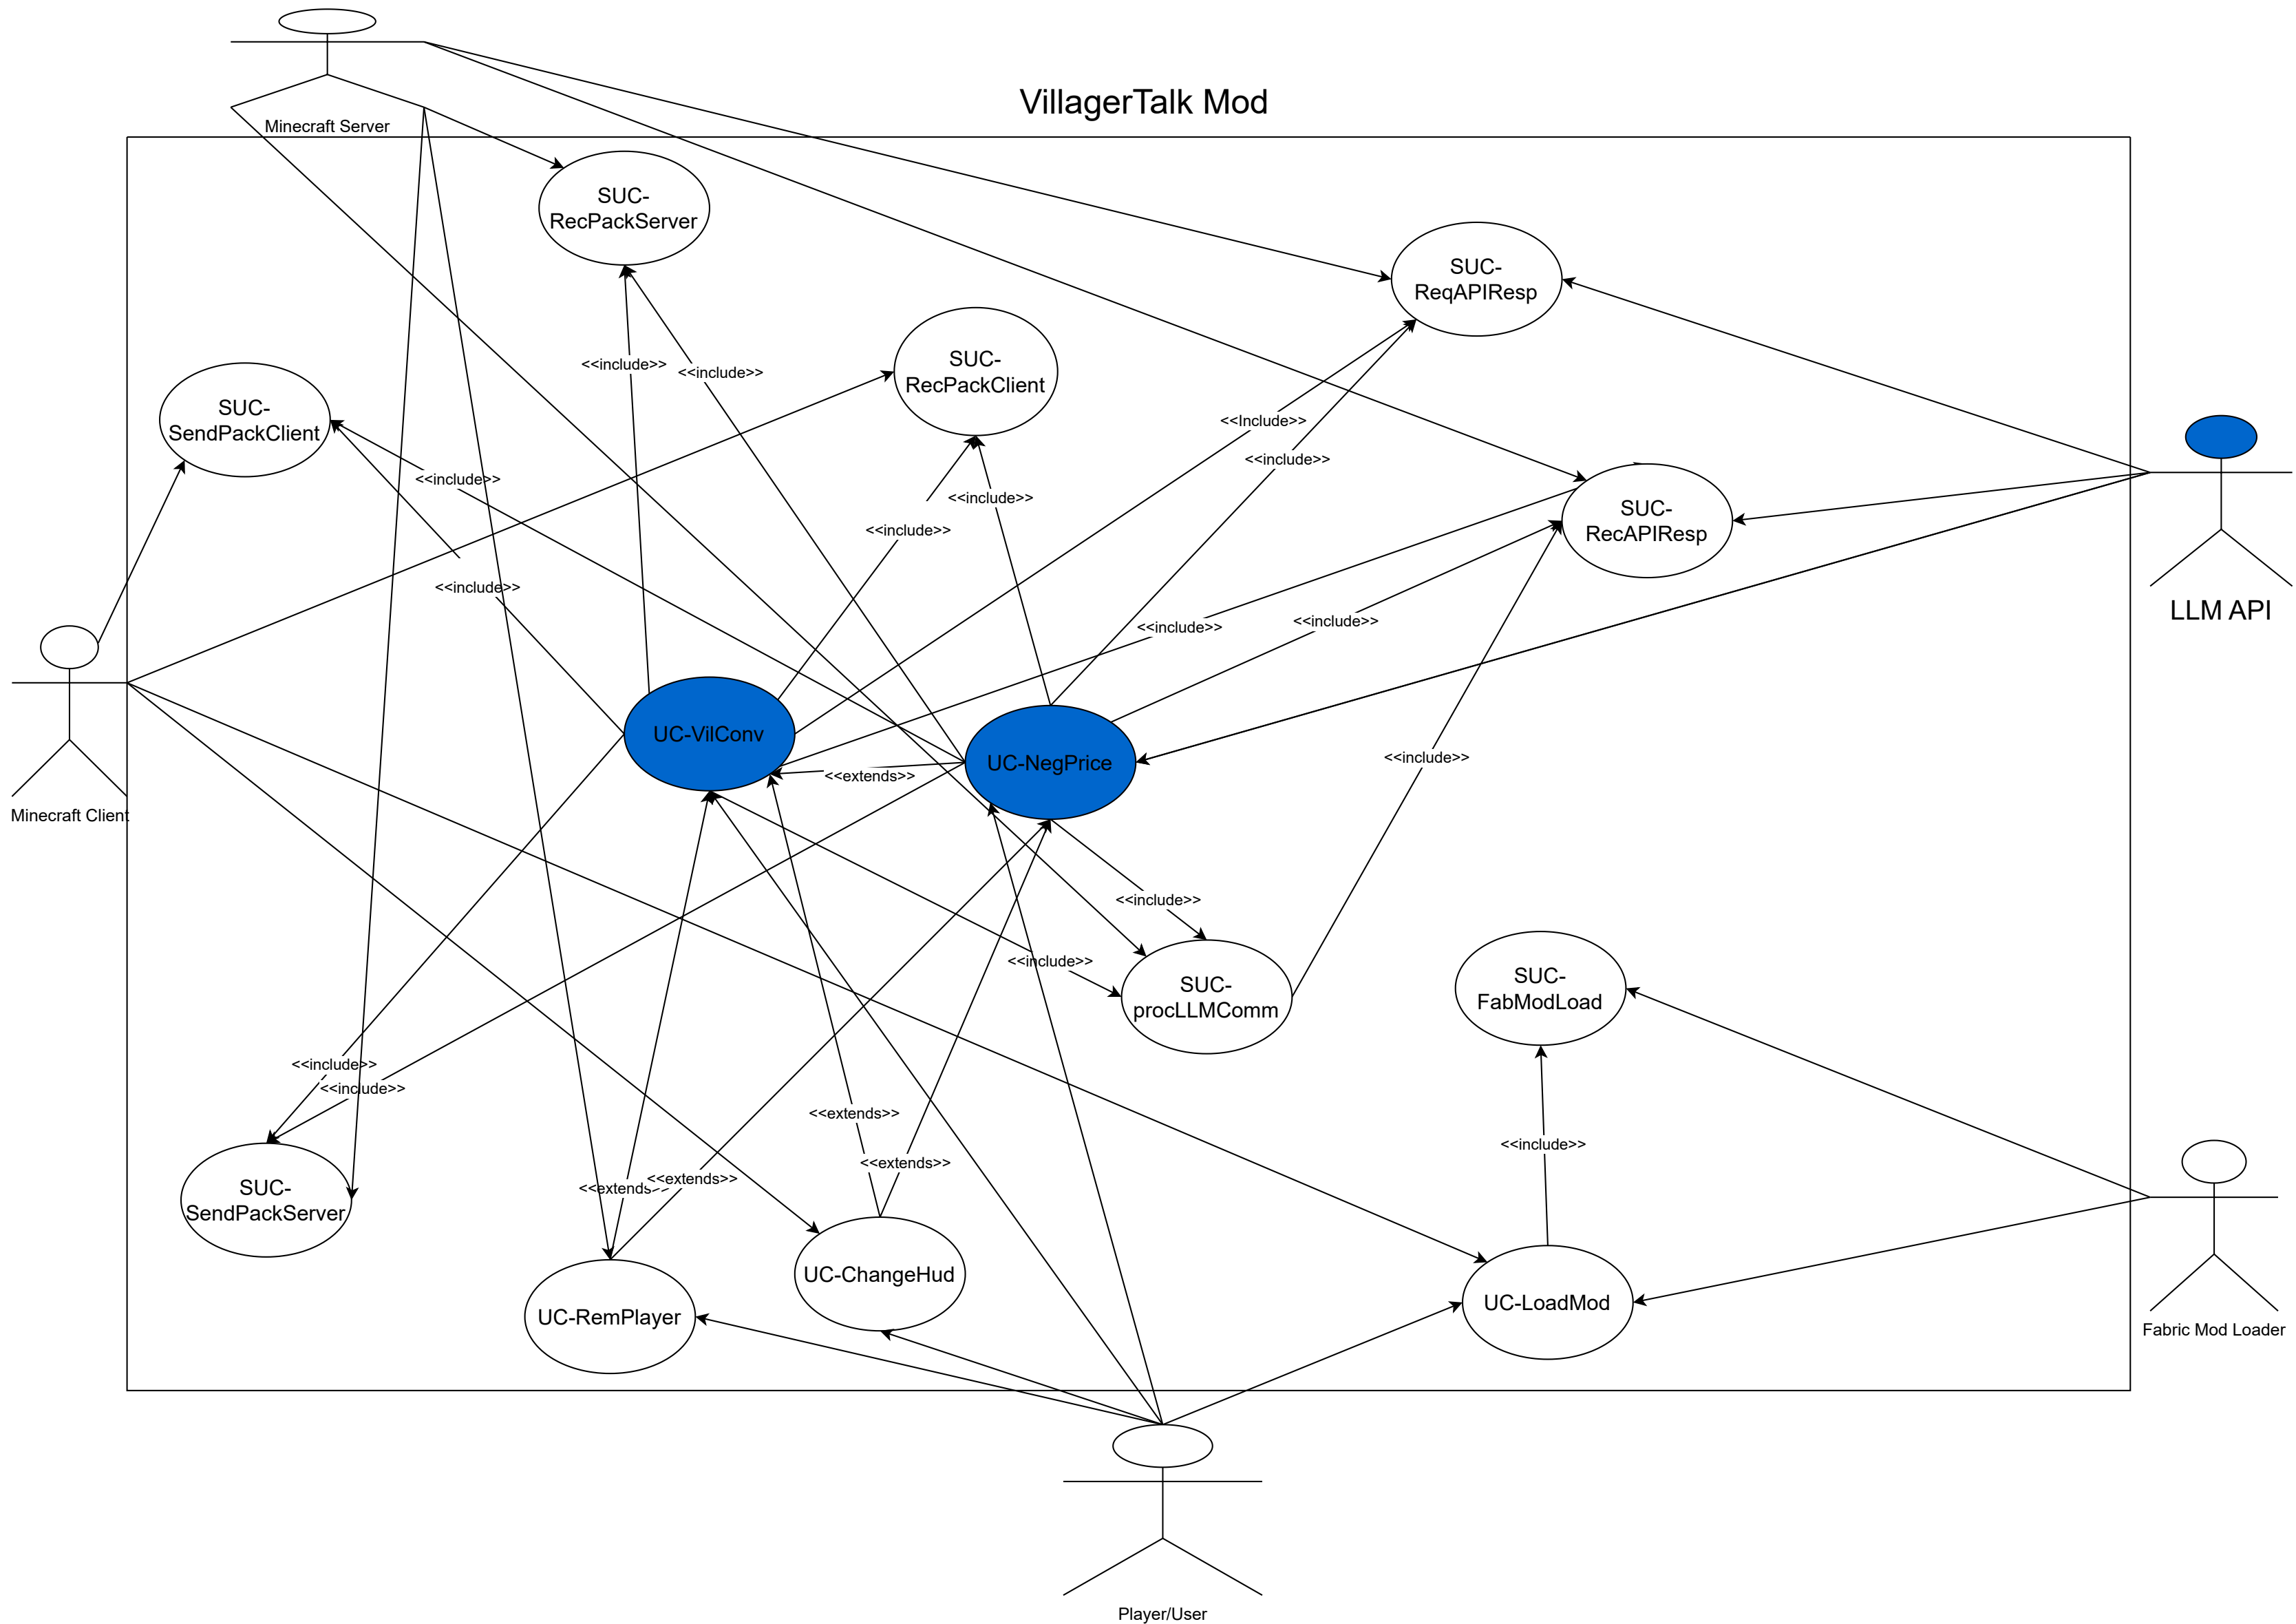 VillagerTalk Mod
Minecraft Server
SUC-
RecPackServer
SUC-
ReqAPIResp
<<include>>
<<include>>
SUC-
RecPackClient
SUC-
SendPackClient
<<Include>>
<<include>>
<<include>>
<<include>>
<<include>>
SUC-
RecAPIResp
<<include>>
<<include>>
<<include>>
LLM API
UC-VilConv
UC-NegPrice
<<extends>>
<<include>>
Minecraft Client
<<include>>
<<include>>
SUC-
procLLMComm
SUC-
FabModLoad
<<include>>
<<include>>
<<extends>>
<<include>>
<<extends>>
<<extends>>
<<extends>>
SUC-
SendPackServer
UC-ChangeHud
UC-RemPlayer
UC-LoadMod
Fabric Mod Loader
Player/User